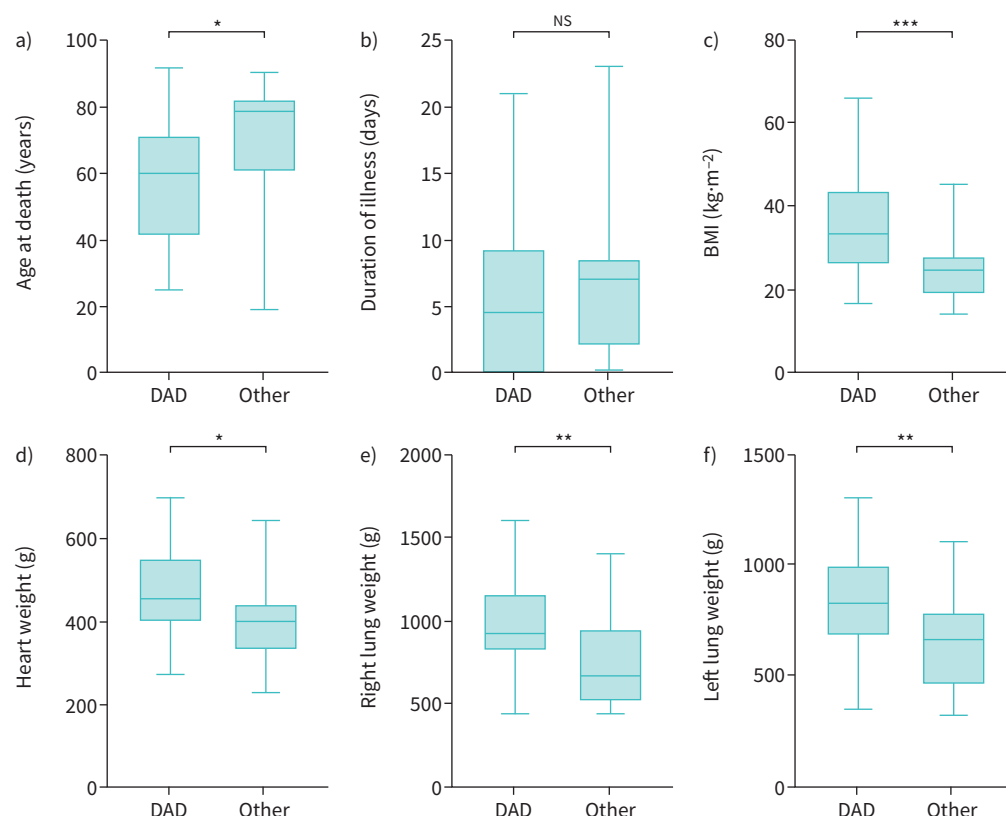 a)
Age at death (years)
100
80
60
40
20
0
*
DAD
Other
b)
Duration of illness (days)
25
20
15
10
5
0
NS
DAD
Other
c)
BMI (kg·m⁻²)
80
60
40
20
0
***
DAD
Other
d)
Heart weight (g)
800
600
400
200
0
*
DAD
Other
e)
Right lung weight (g)
2000
1500
1000
500
0
**
DAD
Other
f)
Left lung weight (g)
1500
1000
500
0
**
DAD
Other